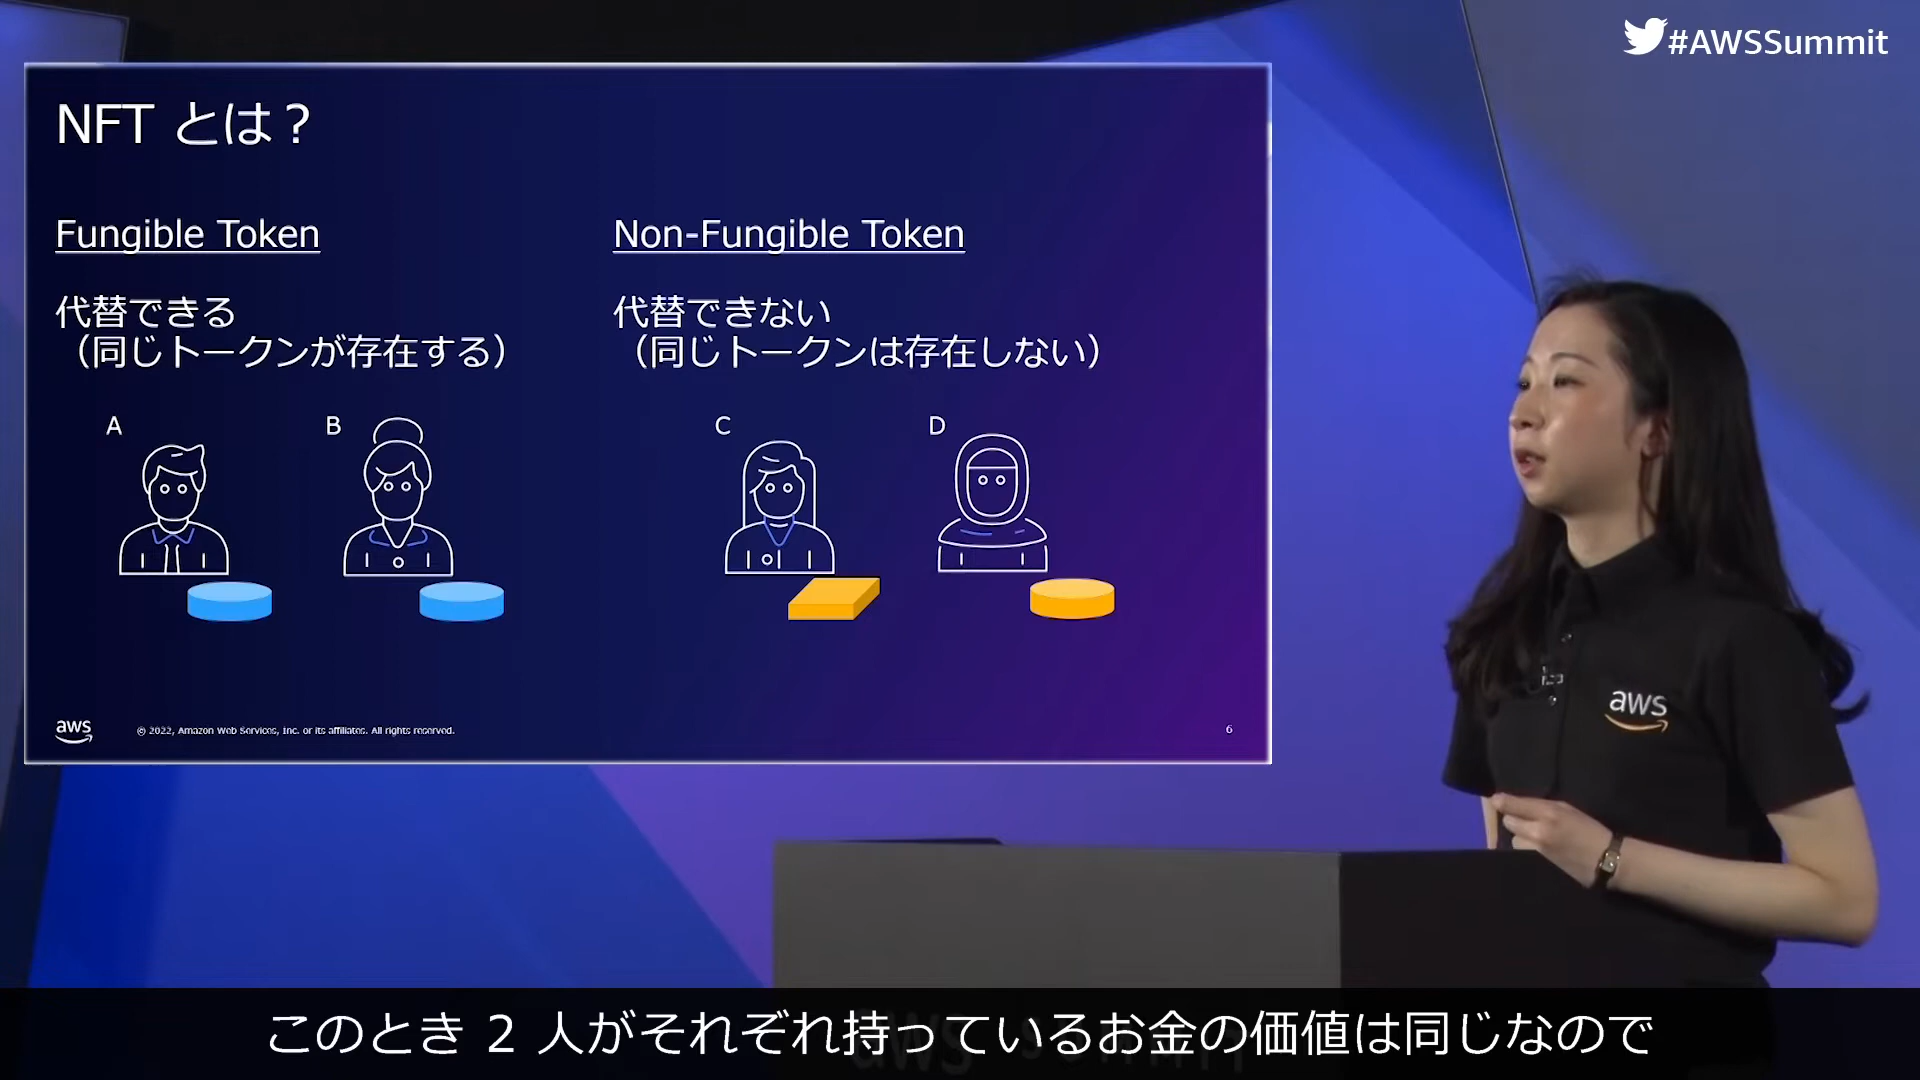 #AWSSummit
NFT とは？
Fungible Token
代替できる
（同じトークンが存在する）
A
B
Non-Fungible Token
代替できない
（同じトークンは存在しない）
C
D
aws
© 2022, Amazon Web Services, Inc. or its affiliates. All rights reserved.
6
aws
このとき 2 人がそれぞれ持っているお金の価値は同じなので